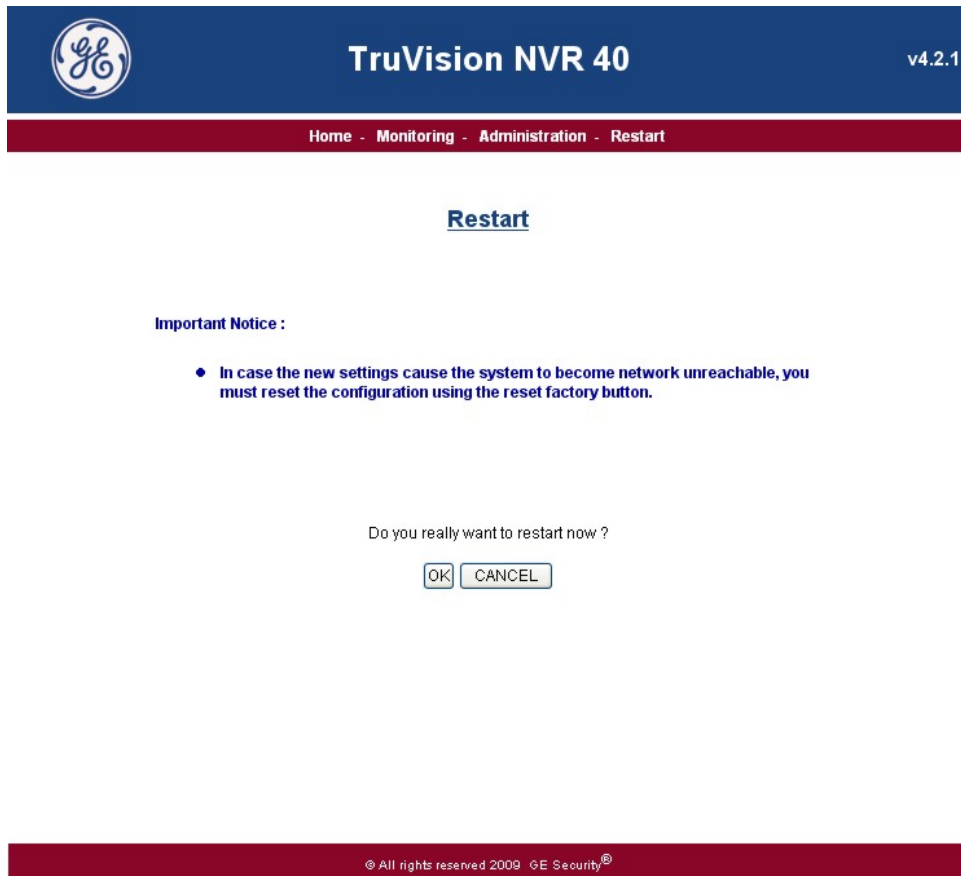 GE
TruVision NVR 40
v4.2.1
Home - Monitoring - Administration - Restart
Restart
Important Notice :
● In case the new settings cause the system to become network unreachable, you
must reset the configuration using the reset factory button.
Do you really want to restart now ?
OK CANCEL
© All rights reserved 2009 GE Security®